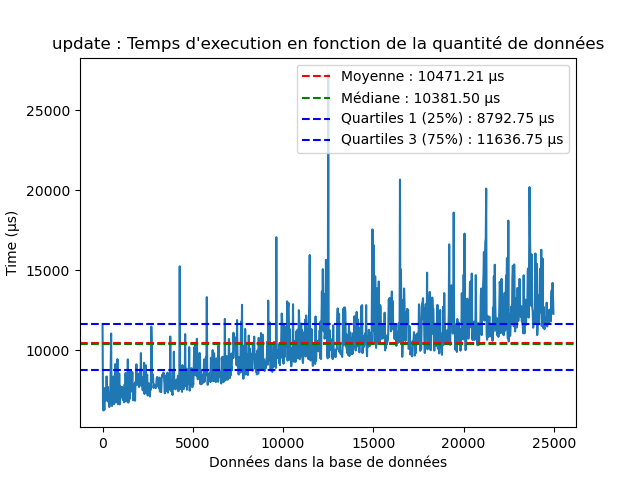 update : Temps d'execution en fonction de la quantité de données
Moyenne : 10471.21 µs
Médiane : 10381.50 µs
Quartiles 1 (25%) : 8792.75 µs
Quartiles 3 (75%) : 11636.75 µs
25000
20000
15000
10000
Time (µs)
0 5000 10000 15000 20000 25000
Données dans la base de données